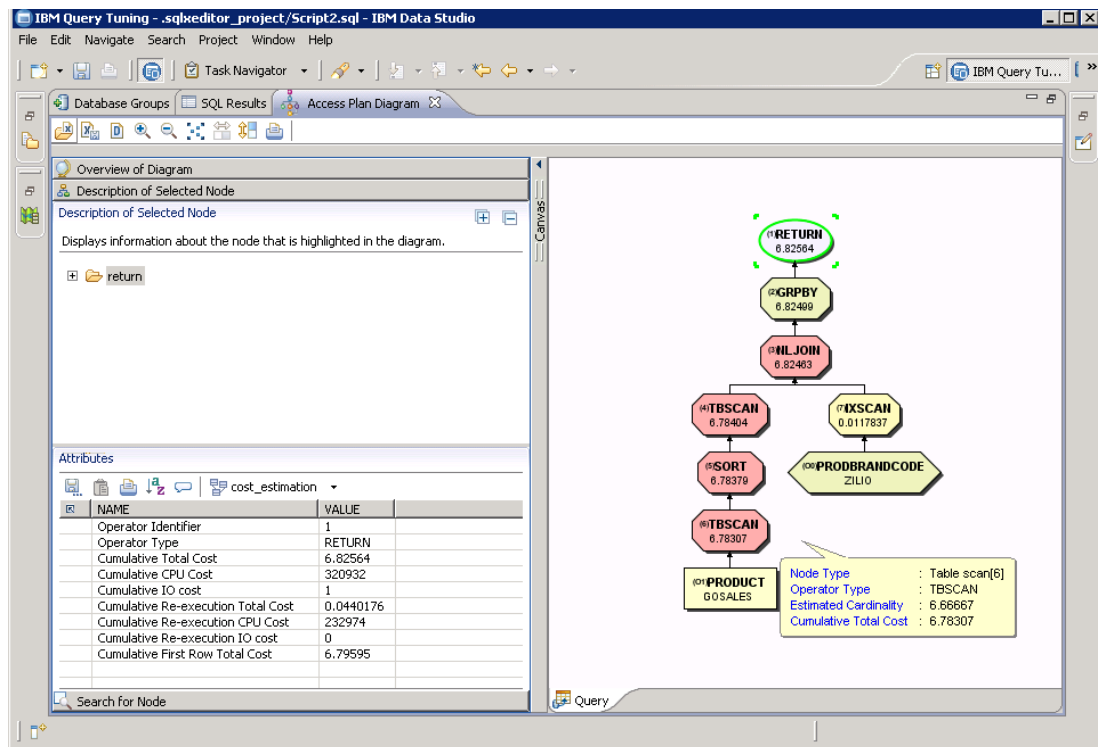 IBM Query Tuning - .sqlxeditor_project/Script2.sql - IBM Data Studio
File Edit Navigate Search Project Window Help
Task Navigator
IBM Query Tu...
Database Groups SQL Results Access Plan Diagram
Overview of Diagram
Description of Selected Node
Description of Selected Node
Displays information about the node that is highlighted in the diagram.
return
Attributes
cost_estimation
NAME VALUE
Operator Identifier 1
Operator Type RETURN
Cumulative Total Cost 6.82564
Cumulative CPU Cost 320932
Cumulative IO cost 1
Cumulative Re-execution Total Cost 0.0440176
Cumulative Re-execution CPU Cost 232974
Cumulative Re-execution IO cost 0
Cumulative First Row Total Cost 6.79595
Search for Node
Canvas
(1)RETURN
6.82564
(2)GRPBY
6.82499
(3)NLJOIN
6.82463
(4)TBSCAN
6.78404
(7)IXSCAN
0.0117837
(5)SORT
6.78379
PRODBRANDCODE
ZILIO
(6)TBSCAN
6.78307
PRODUCT
GOSALES
Node Type : Table scan[6]
Operator Type : TBSCAN
Estimated Cardinality : 6.66667
Cumulative Total Cost : 6.78307
Query